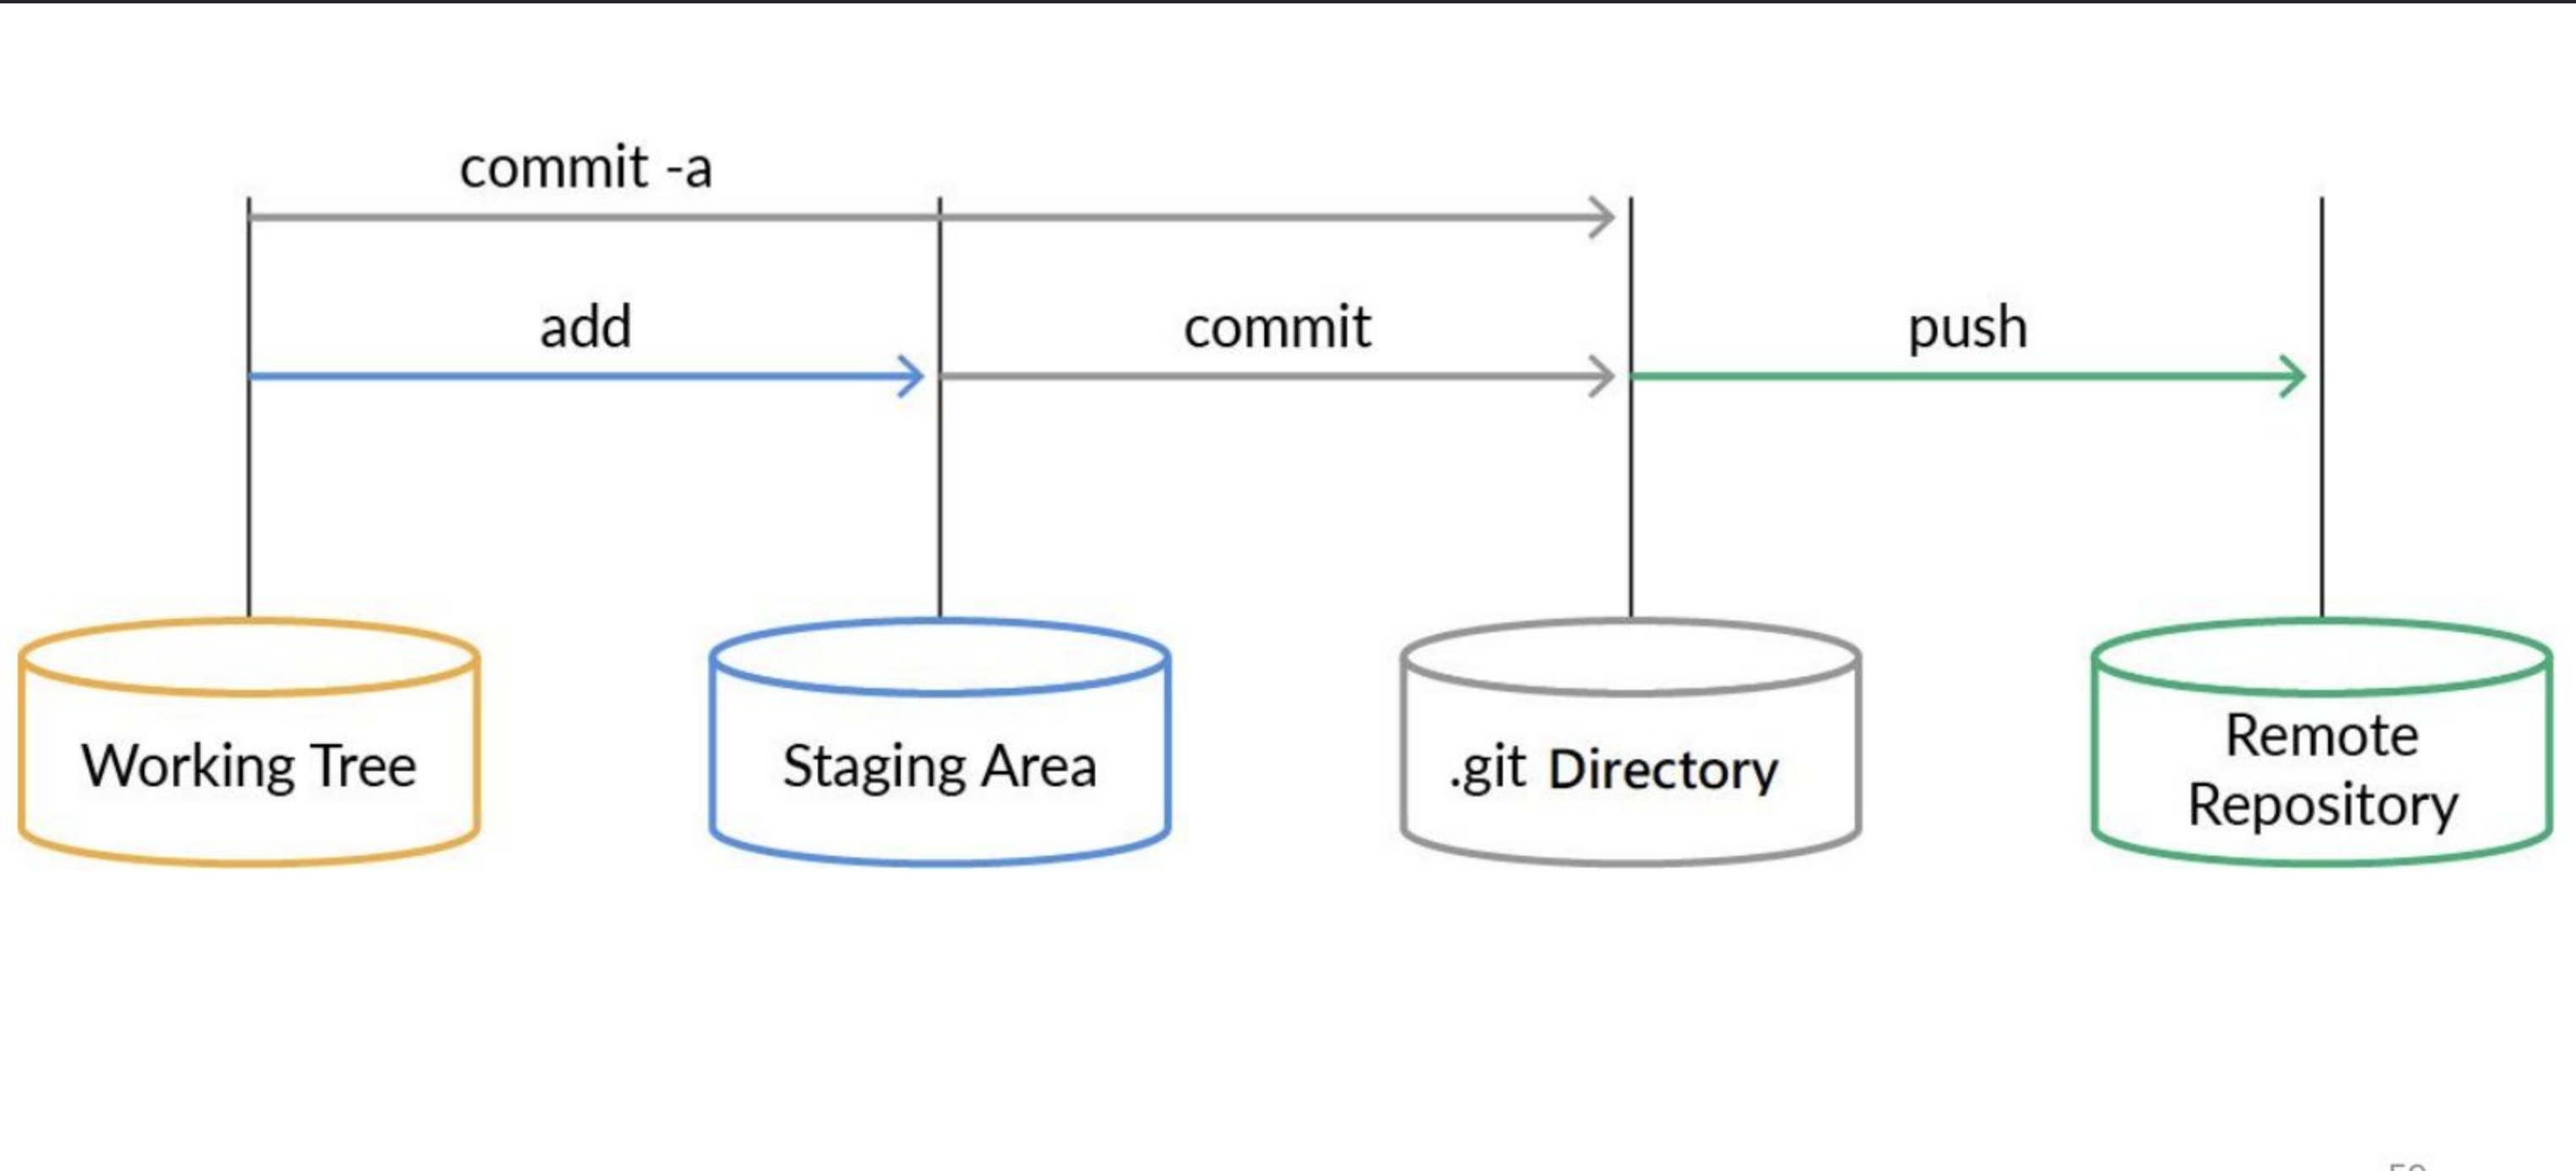 commit -a
add
commit
push
Working Tree
Staging Area
.git Directory
Remote
Repository